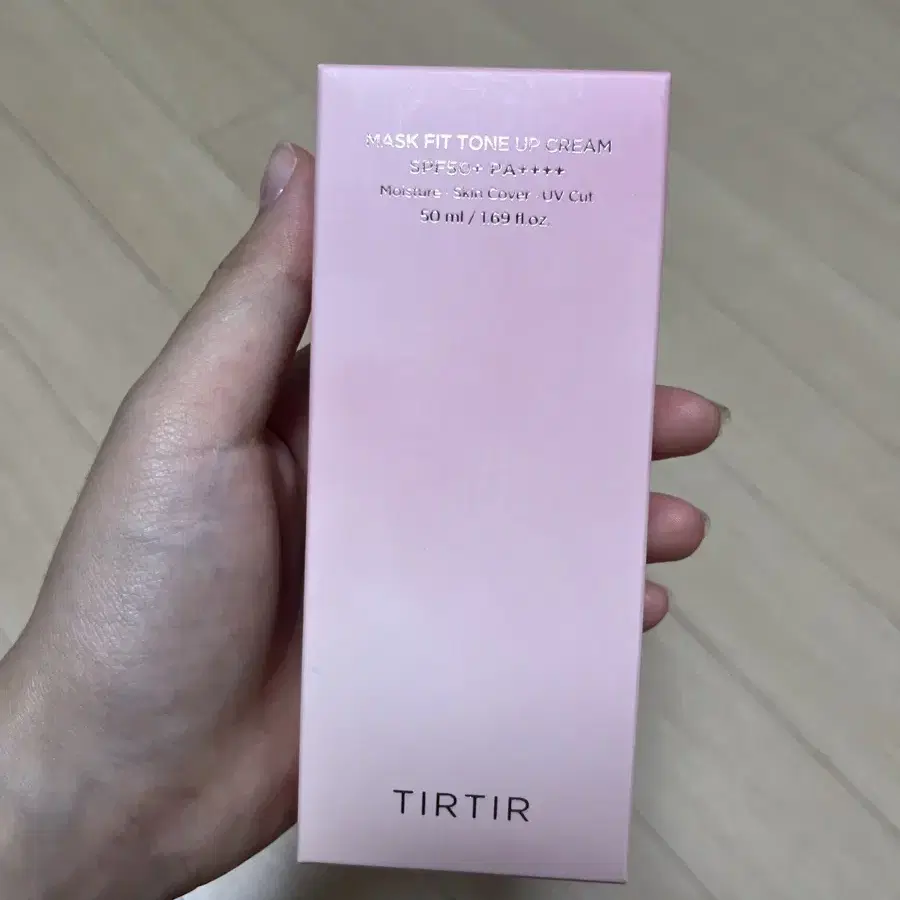 MASK FIT TONE UP CREAM
SPF50+ PA++++
Moisture · Skin Cover · UV Cut
50 ml / 1.69 fl.oz.
TIRTIR